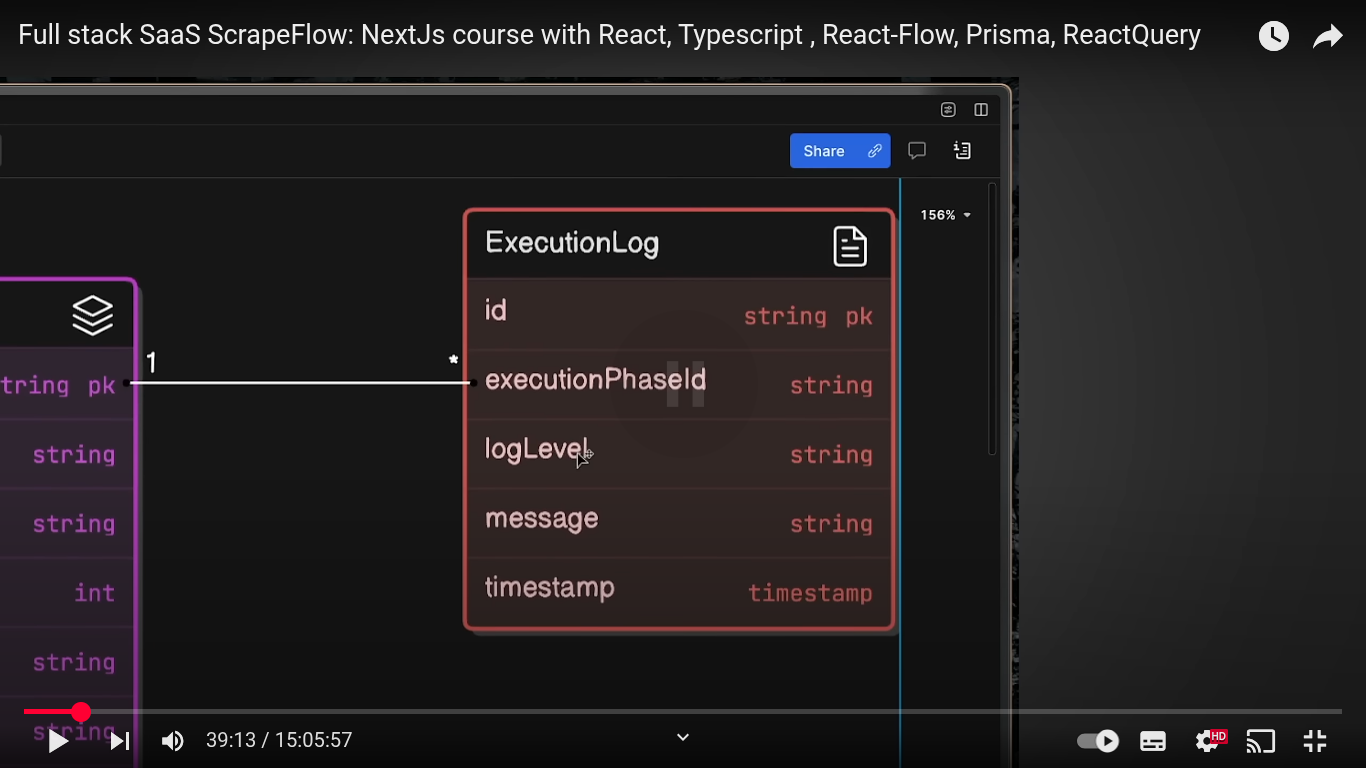 Full stack SaaS ScrapeFlow: NextJs course with React, Typescript , React-Flow, Prisma, ReactQuery
Share
156%
ExecutionLog
id string pk
1 *
tring pk
executionPhaseId string
string
logLevel string
string
message string
int
timestamp timestamp
string
string
39:13 / 15:05:57
HD